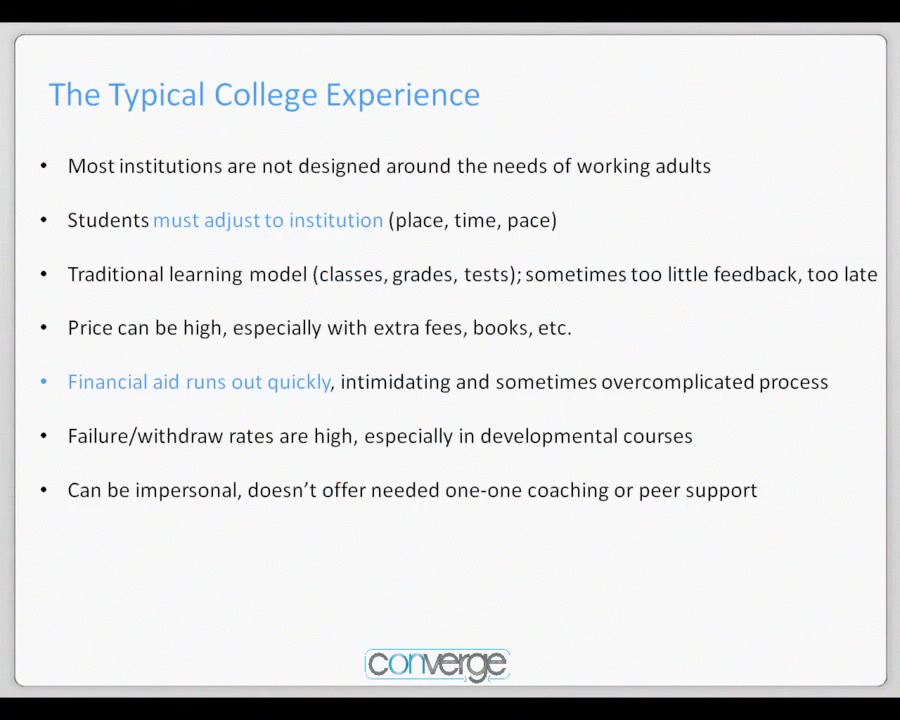 The Typical College Experience
• Most institutions are not designed around the needs of working adults
• Students must adjust to institution (place, time, pace)
• Traditional learning model (classes, grades, tests); sometimes too little feedback, too late
• Price can be high, especially with extra fees, books, etc.
• Financial aid runs out quickly, intimidating and sometimes overcomplicated process
• Failure/withdraw rates are high, especially in developmental courses
• Can be impersonal, doesn’t offer needed one-one coaching or peer support
converge